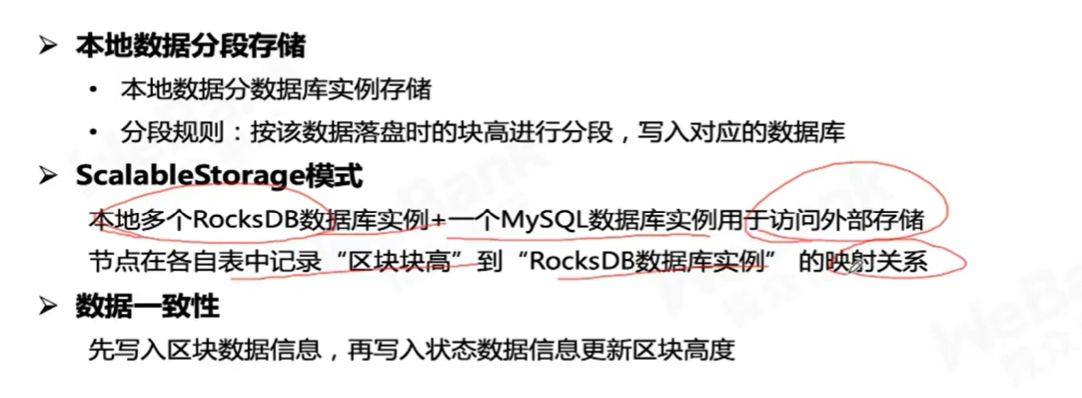 ➢ 本地数据分段存储
• 本地数据分数据库实例存储
• 分段规则：按该数据落盘时的块高进行分段，写入对应的数据库
➢ ScalableStorage模式
本地多个RocksDB数据库实例+一个MySQL数据库实例用于访问外部存储
节点在各自表中记录“区块块高”到“RocksDB数据库实例” 的映射关系
➢ 数据一致性
先写入区块数据信息，再写入状态数据信息更新区块高度
WeBank
WeBank